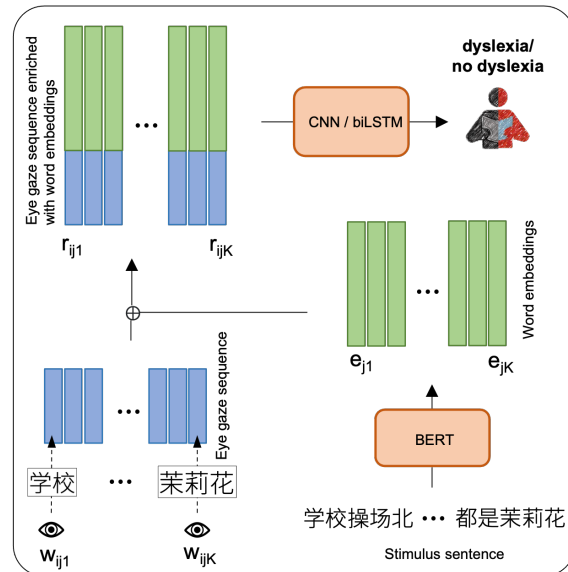 Eye gaze sequence enriched
with word embeddings
...
r_ij1
r_ijK
CNN / biLSTM
dyslexia/
no dyslexia
Eye gaze sequence
...
学校
...
茉莉花
w_ij1
w_ijK
...
e_j1
e_jK
Word embeddings
BERT
学校操场北 ... 都是茉莉花
Stimulus sentence